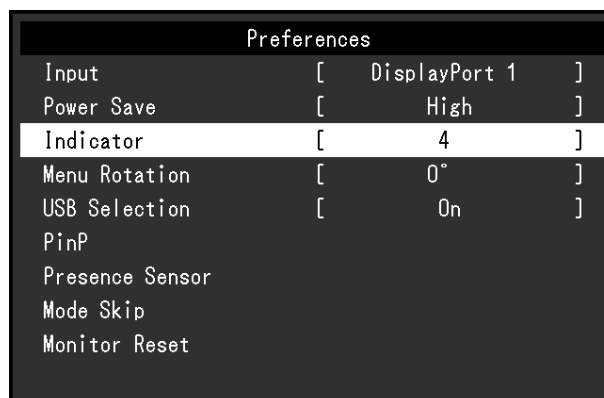 Preferences
Input [ DisplayPort 1 ]
Power Save [ High ]
Indicator [ 4 ]
Menu Rotation [ 0° ]
USB Selection [ On ]
PinP
Presence Sensor
Mode Skip
Monitor Reset